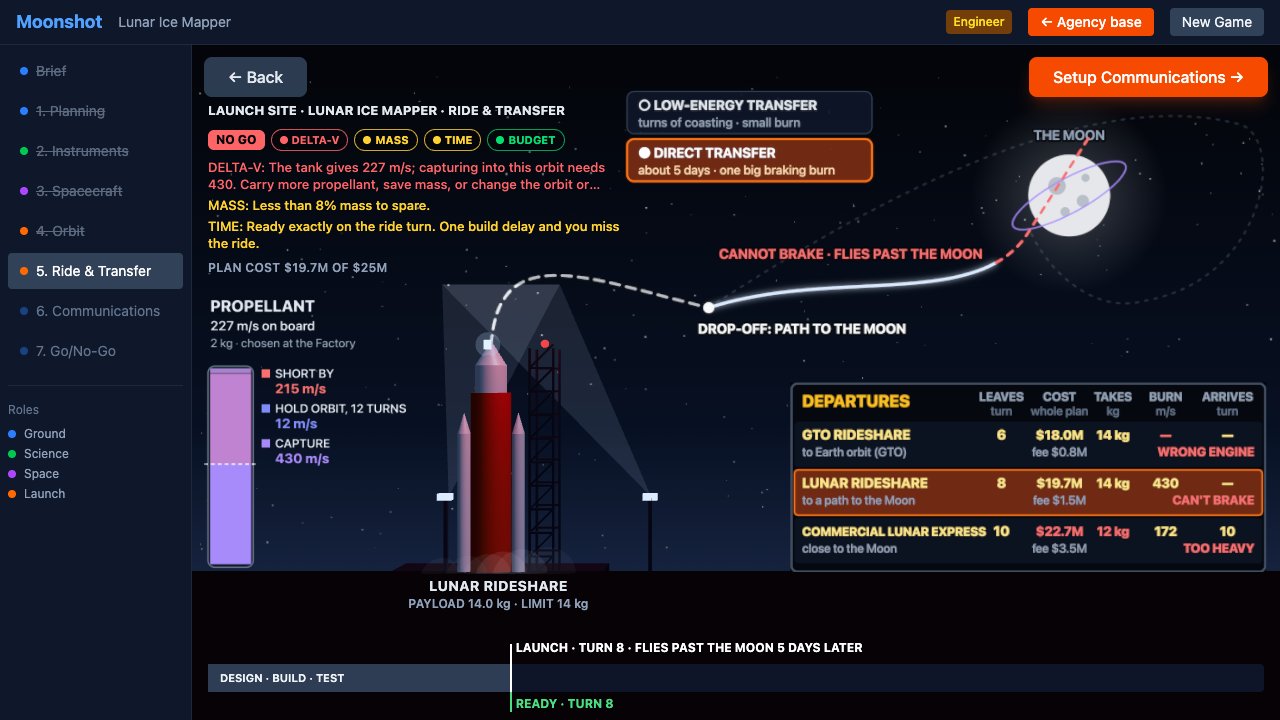 Moonshot
Lunar Ice Mapper
Engineer
← Agency base
New Game
Brief
1. Planning
2. Instruments
3. Spacecraft
4. Orbit
5. Ride & Transfer
6. Communications
7. Go/No-Go
Roles
Ground
Science
Space
Launch
← Back
Setup Communications →
LAUNCH SITE · LUNAR ICE MAPPER · RIDE & TRANSFER
NO GO
DELTA-V
MASS
TIME
BUDGET
DELTA-V: The tank gives 227 m/s; capturing into this orbit needs
430. Carry more propellant, save mass, or change the orbit or...
MASS: Less than 8% mass to spare.
TIME: Ready exactly on the ride turn. One build delay and you miss
the ride.
PLAN COST $19.7M OF $25M
LOW-ENERGY TRANSFER
turns of coasting · small burn
DIRECT TRANSFER
about 5 days · one big braking burn
THE MOON
CANNOT BRAKE · FLIES PAST THE MOON
DROP-OFF: PATH TO THE MOON
PROPELLANT
227 m/s on board
2 kg · chosen at the Factory
SHORT BY
215 m/s
HOLD ORBIT, 12 TURNS
12 m/s
CAPTURE
430 m/s
DEPARTURES LEAVES COST TAKES BURN ARRIVES
turn whole plan kg m/s turn
GTO RIDESHARE 6 $18.0M 14 kg — —
to Earth orbit (GTO) fee $0.8M WRONG ENGINE
LUNAR RIDESHARE 8 $19.7M 14 kg 430 —
to a path to the Moon fee $1.5M CAN'T BRAKE
COMMERCIAL LUNAR EXPRESS 10 $22.7M 12 kg 172 10
close to the Moon fee $3.5M TOO HEAVY
LUNAR RIDESHARE
PAYLOAD 14.0 kg · LIMIT 14 kg
LAUNCH · TURN 8 · FLIES PAST THE MOON 5 DAYS LATER
DESIGN · BUILD · TEST
READY · TURN 8